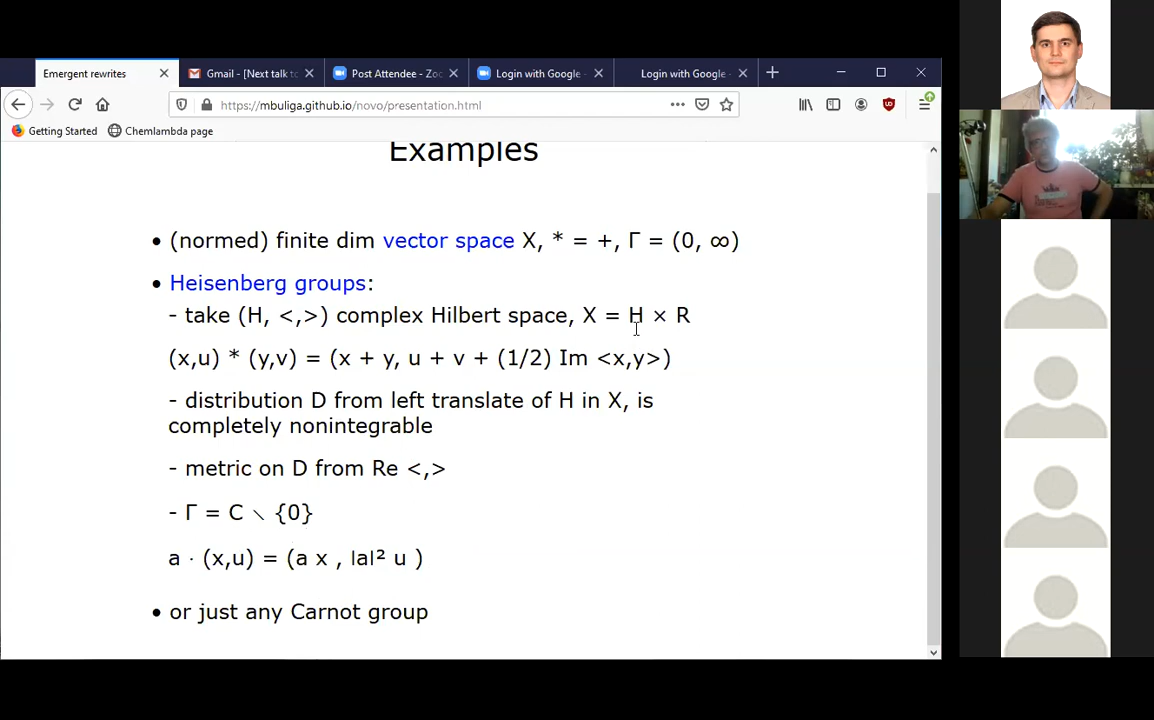 Emergent rewrites
Gmail - [Next talk to
Post Attendee - Zoo
Login with Google -
Login with Google -
https://mbuliga.github.io/novo/presentation.html
Getting Started
Chemlambda page
Examples
• (normed) finite dim vector space X, * = +, Γ = (0, ∞)
• Heisenberg groups:
- take (H, <,>) complex Hilbert space, X = H × R
(x,u) * (y,v) = (x + y, u + v + (1/2) Im <x,y>)
- distribution D from left translate of H in X, is
completely nonintegrable
- metric on D from Re <,>
- Γ = C ∖ {0}
a · (x,u) = (a x , |a|² u )
• or just any Carnot group